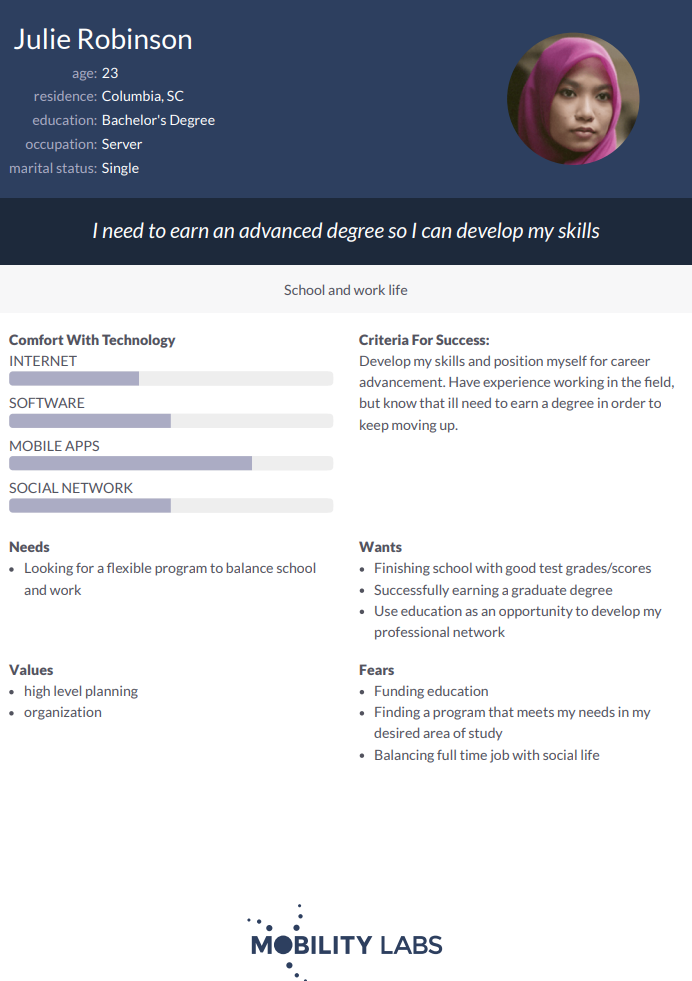 Julie Robinson
age: 23
residence: Columbia, SC
education: Bachelor's Degree
occupation: Server
marital status: Single
I need to earn an advanced degree so I can develop my skills
School and work life
Comfort With Technology
INTERNET
SOFTWARE
MOBILE APPS
SOCIAL NETWORK
Criteria For Success:
Develop my skills and position myself for career
advancement. Have experience working in the field,
but know that ill need to earn a degree in order to
keep moving up.
Needs
• Looking for a flexible program to balance school
and work
Wants
• Finishing school with good test grades/scores
• Successfully earning a graduate degree
• Use education as an opportunity to develop my
professional network
Values
• high level planning
• organization
Fears
• Funding education
• Finding a program that meets my needs in my
desired area of study
• Balancing full time job with social life
MOBILITY LABS